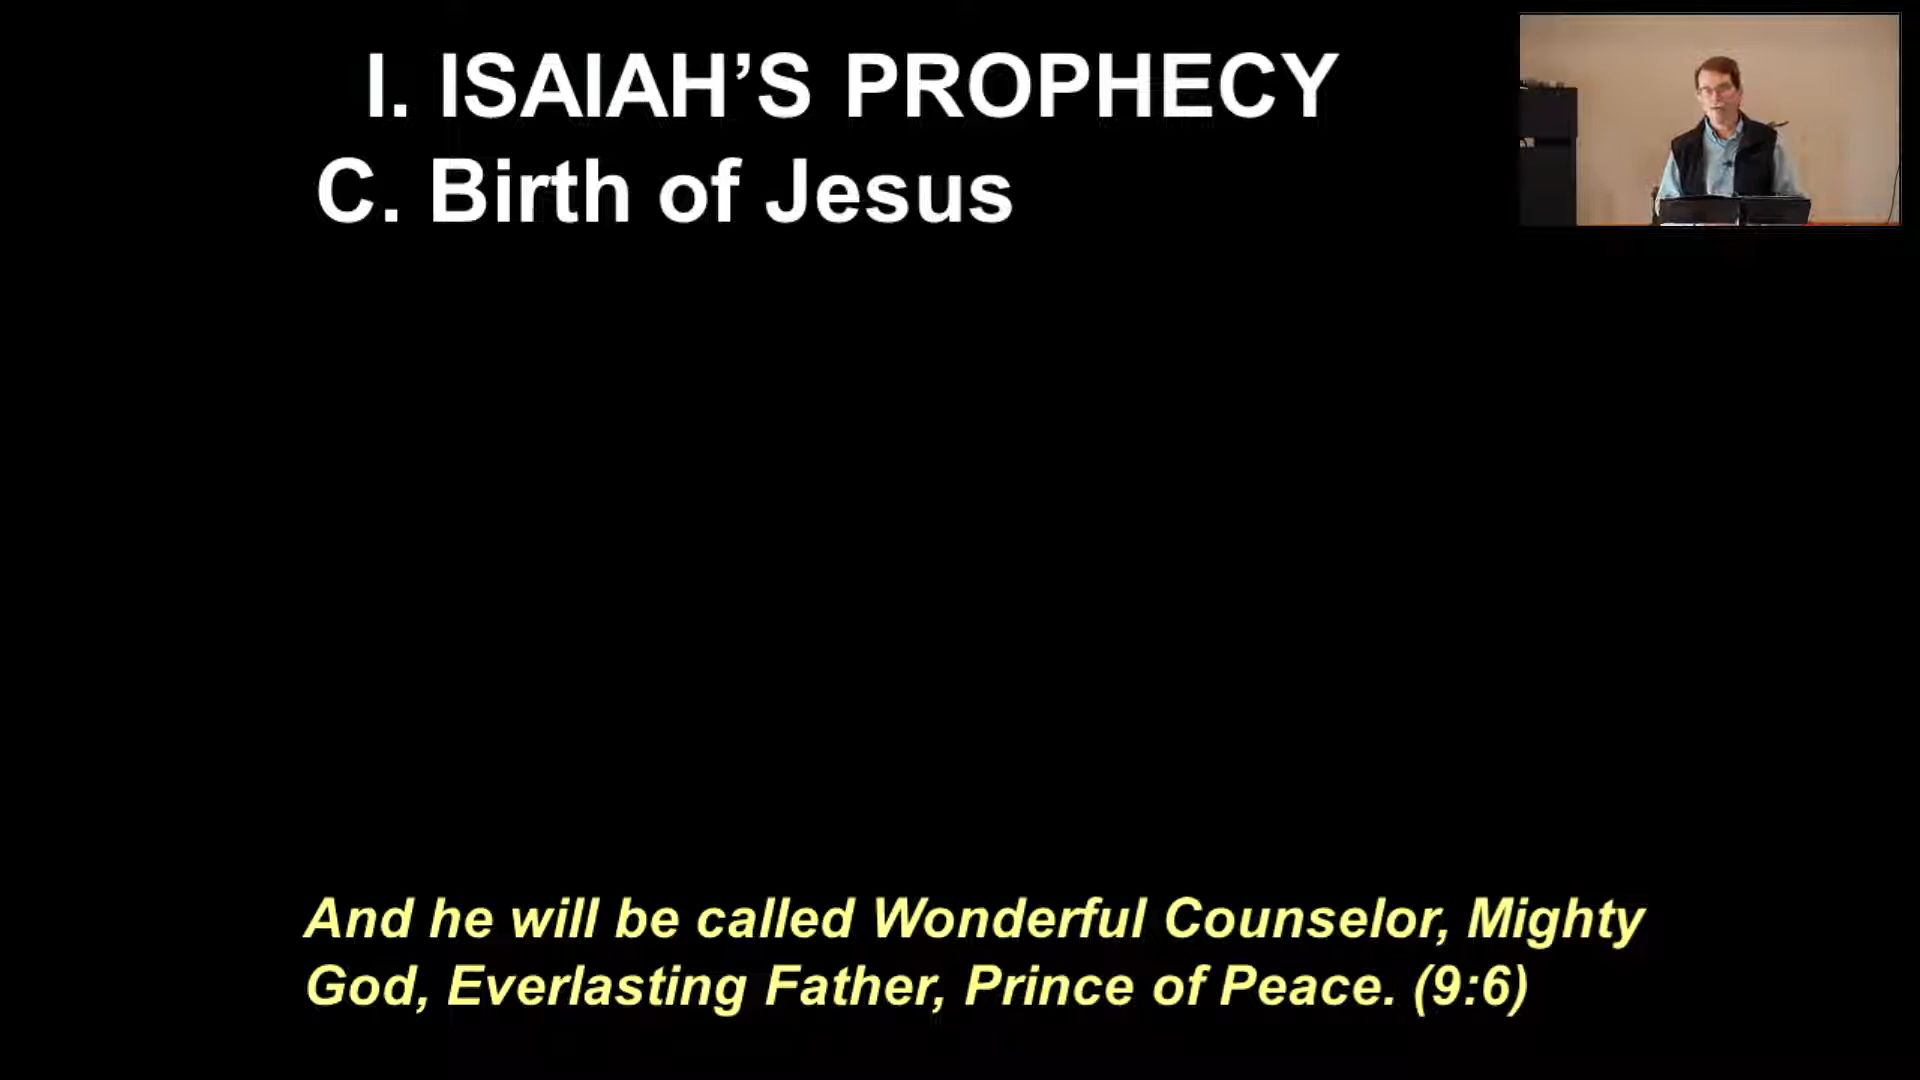 I. ISAIAH’S PROPHECY
C. Birth of Jesus
And he will be called Wonderful Counselor, Mighty
God, Everlasting Father, Prince of Peace. (9:6)